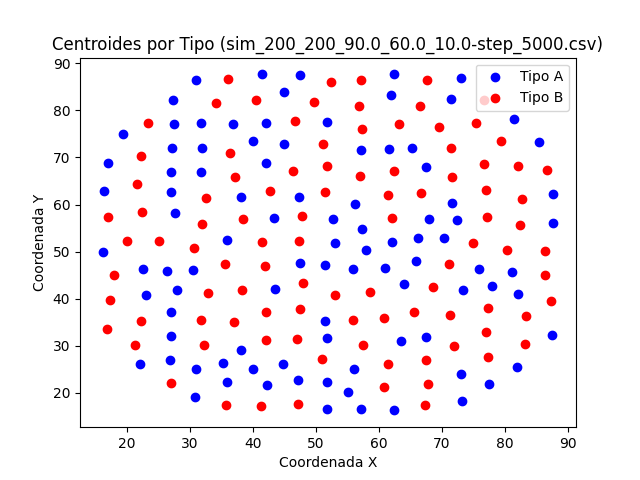 Centroides por Tipo (sim_200_200_90.0_60.0_10.0-step_5000.csv)
Tipo A
Tipo B
90
80
70
60
50
40
30
20
Coordenada Y
20 30 40 50 60 70 80 90
Coordenada X